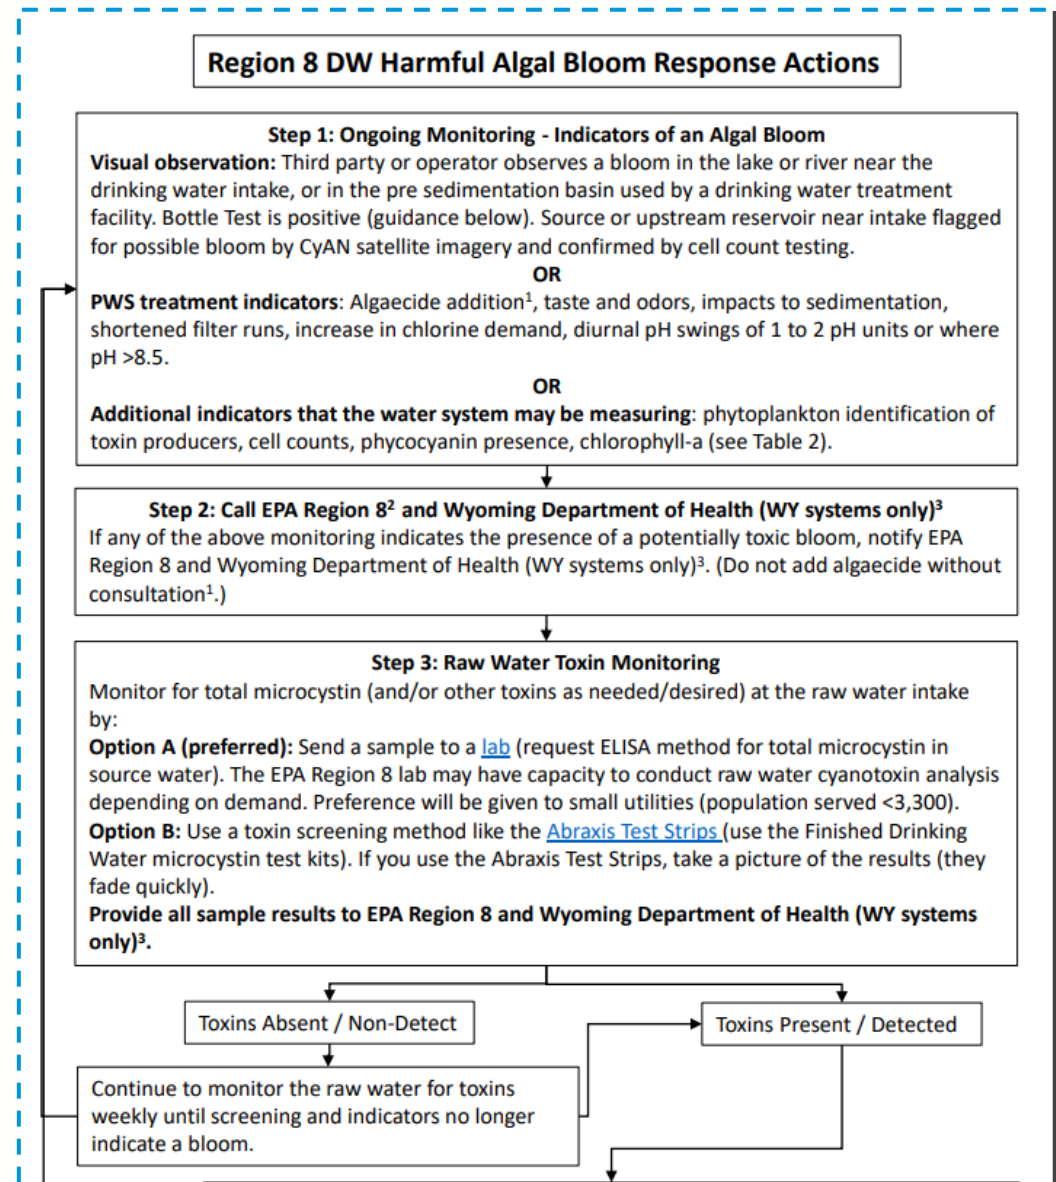 Region 8 DW Harmful Algal Bloom Response Actions
Step 1: Ongoing Monitoring - Indicators of an Algal Bloom
Visual observation: Third party or operator observes a bloom in the lake or river near the
drinking water intake, or in the pre sedimentation basin used by a drinking water treatment
facility. Bottle Test is positive (guidance below). Source or upstream reservoir near intake flagged
for possible bloom by CyAN satellite imagery and confirmed by cell count testing.
OR
PWS treatment indicators: Algaecide addition¹, taste and odors, impacts to sedimentation,
shortened filter runs, increase in chlorine demand, diurnal pH swings of 1 to 2 pH units or where
pH >8.5.
OR
Additional indicators that the water system may be measuring: phytoplankton identification of
toxin producers, cell counts, phycocyanin presence, chlorophyll-a (see Table 2).
Step 2: Call EPA Region 8² and Wyoming Department of Health (WY systems only)³
If any of the above monitoring indicates the presence of a potentially toxic bloom, notify EPA
Region 8 and Wyoming Department of Health (WY systems only)³. (Do not add algaecide without
consultation¹.)
Step 3: Raw Water Toxin Monitoring
Monitor for total microcystin (and/or other toxins as needed/desired) at the raw water intake
by:
Option A (preferred): Send a sample to a lab (request ELISA method for total microcystin in
source water). The EPA Region 8 lab may have capacity to conduct raw water cyanotoxin analysis
depending on demand. Preference will be given to small utilities (population served <3,300).
Option B: Use a toxin screening method like the Abraxis Test Strips (use the Finished Drinking
Water microcystin test kits). If you use the Abraxis Test Strips, take a picture of the results (they
fade quickly).
Provide all sample results to EPA Region 8 and Wyoming Department of Health (WY systems
only)³.
Toxins Absent / Non-Detect
Toxins Present / Detected
Continue to monitor the raw water for toxins
weekly until screening and indicators no longer
indicate a bloom.